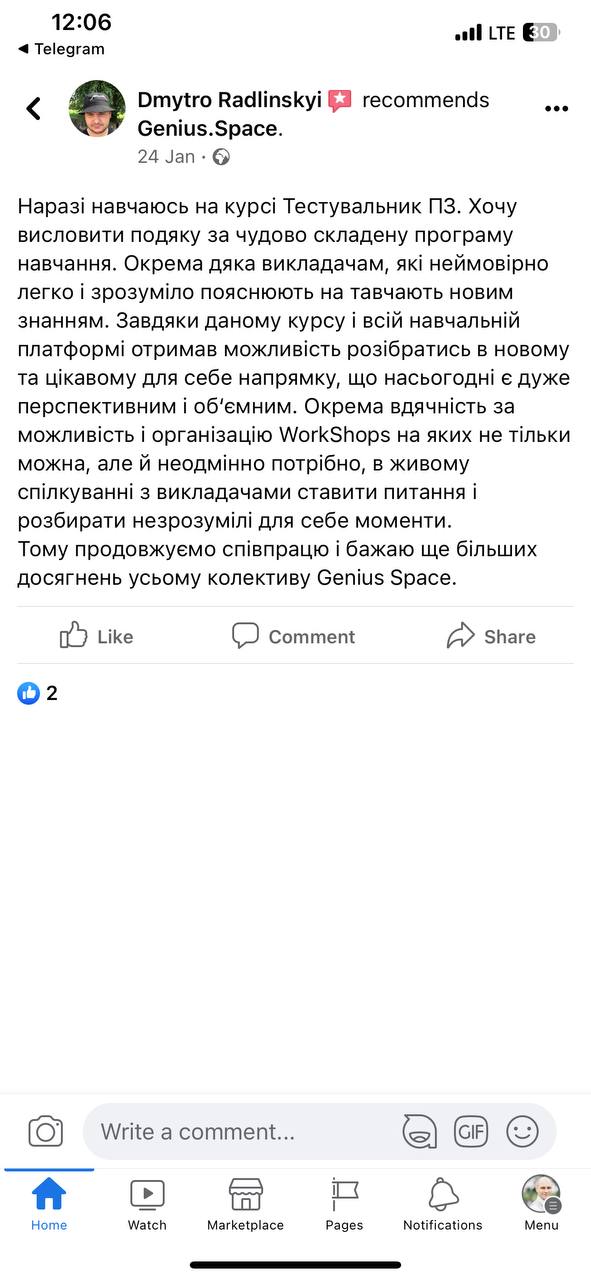 12:06
LTE 30
◄ Telegram
Dmytro Radlinskyi recommends
Genius.Space.
24 Jan ·
Наразі навчаюсь на курсі Тестувальник ПЗ. Хочу
висловити подяку за чудово складену програму
навчання. Окрема дяка викладачам, які неймовірно
легко і зрозуміло пояснюють на тавчають новим
знанням. Завдяки даному курсу і всій навчальній
платформі отримав можливість розібратись в новому
та цікавому для себе напрямку, що насьогодні є дуже
перспективним і об‘ємним. Окрема вдячність за
можливість і організацію WorkShops на яких не тільки
можна, але й неодмінно потрібно, в живому
спілкуванні з викладачами ставити питання і
розбирати незрозумілі для себе моменти.
Тому продовжуємо співпрацю і бажаю ще більших
досягнень усьому колективу Genius Space.
Like Comment Share
2
Write a comment... GIF
Home Watch Marketplace Pages Notifications Menu